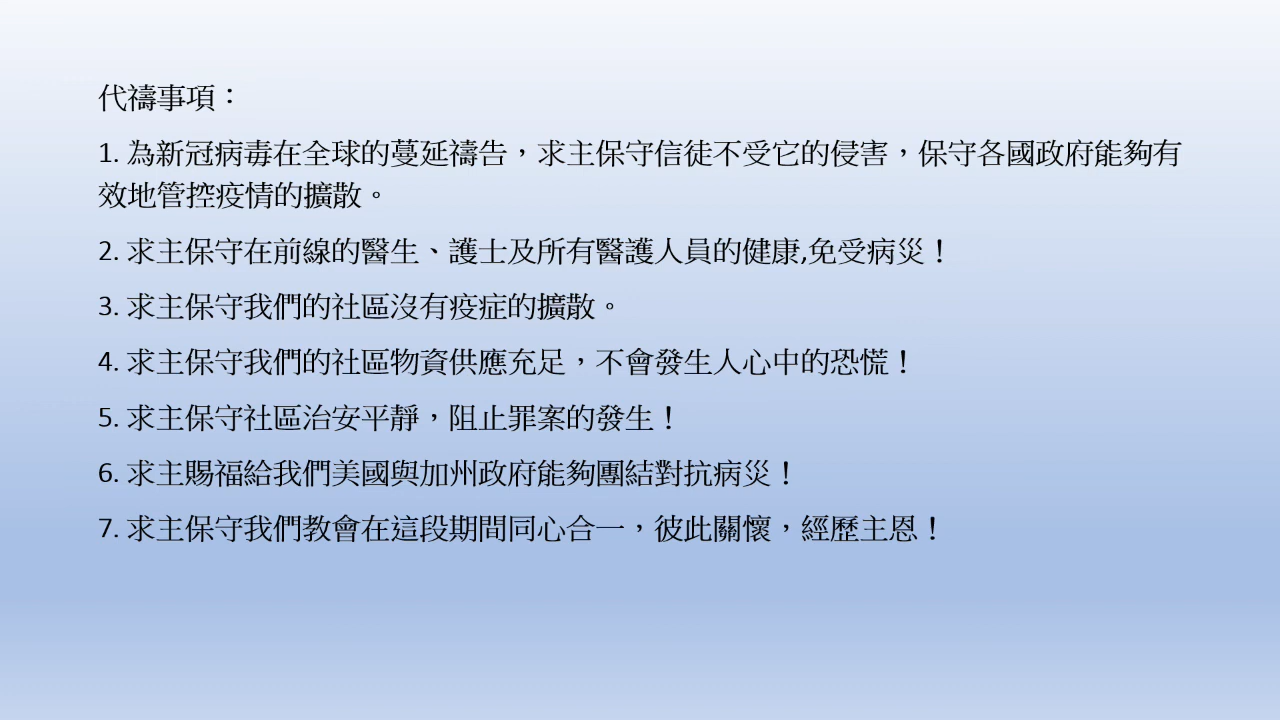 代禱事項：
1. 為新冠病毒在全球的蔓延禱告，求主保守信徒不受它的侵害，保守各國政府能夠有
效地管控疫情的擴散。
2. 求主保守在前線的醫生、護士及所有醫護人員的健康,免受病災！
3. 求主保守我們的社區沒有疫症的擴散。
4. 求主保守我們的社區物資供應充足，不會發生人心中的恐慌！
5. 求主保守社區治安平靜，阻止罪案的發生！
6. 求主賜福給我們美國與加州政府能夠團結對抗病災！
7. 求主保守我們教會在這段期間同心合一，彼此關懷，經歷主恩！